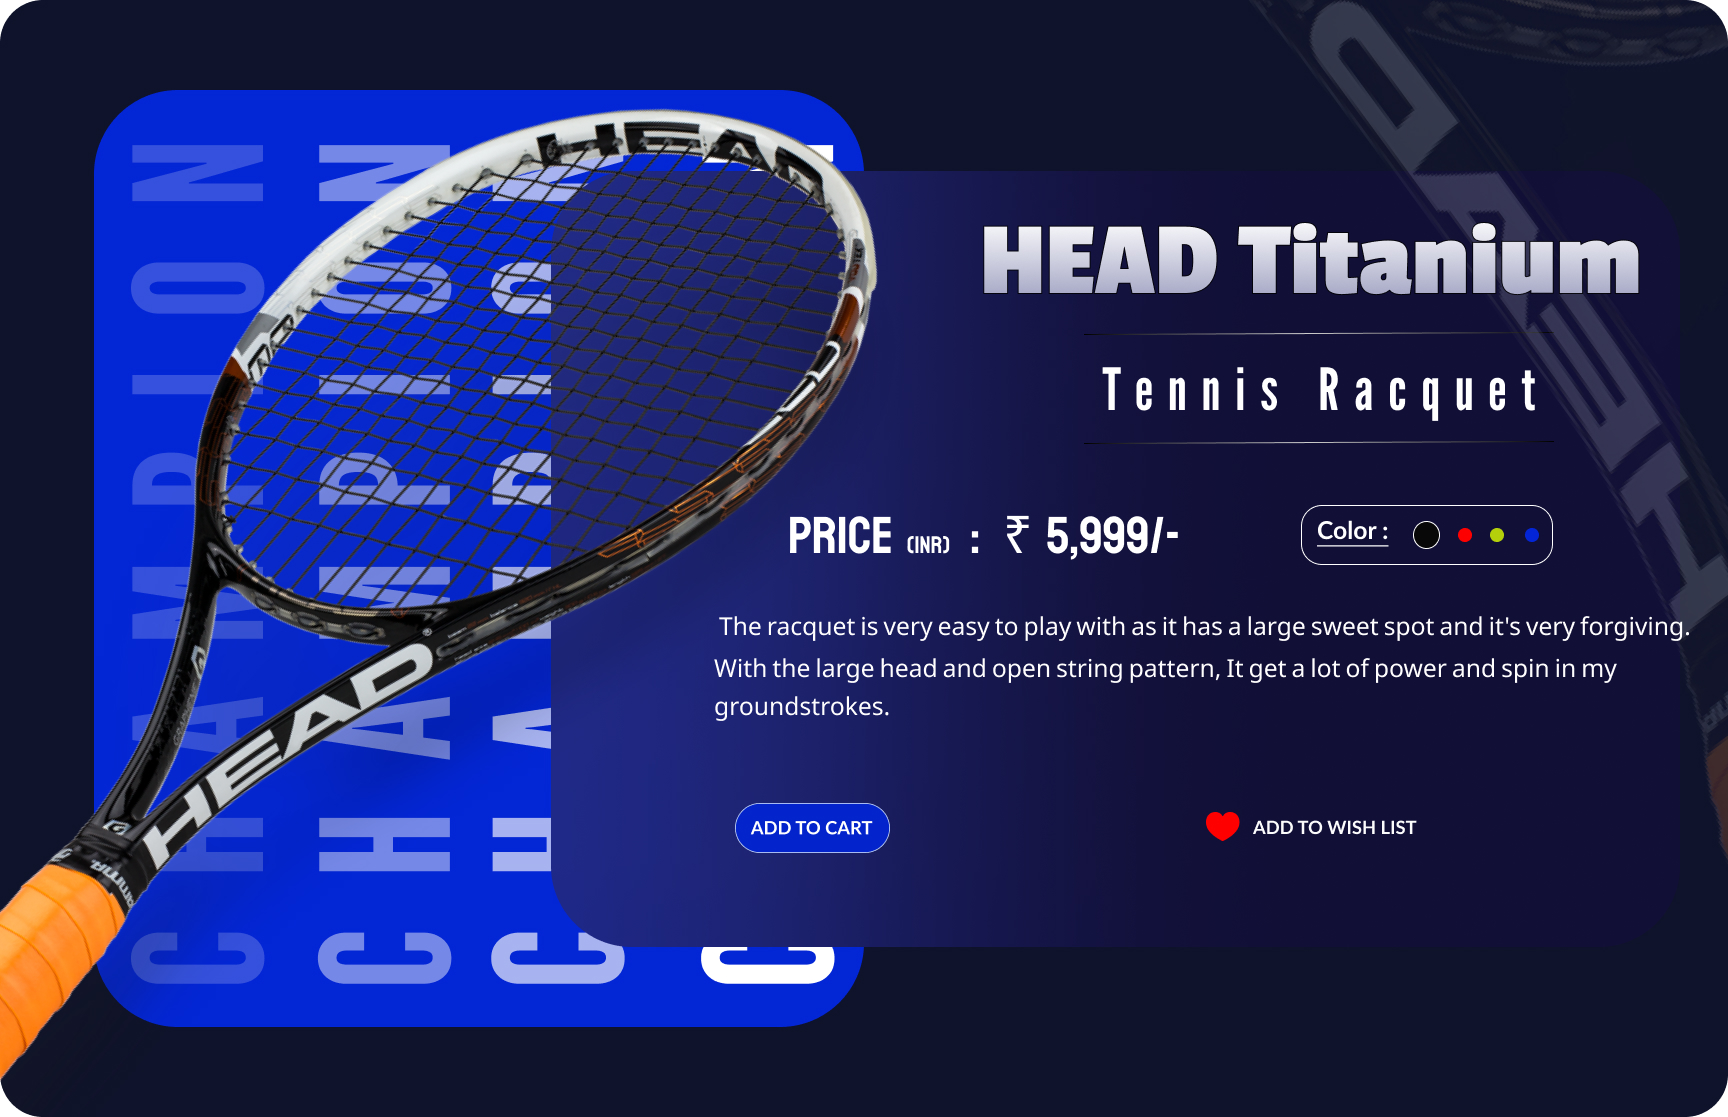 CHAMPION
CHAMPION
HEAD
HEAD
HEAD Titanium
Tennis Racquet
PRICE (INR) : ₹ 5,999/-
Color :
The racquet is very easy to play with as it has a large sweet spot and it's very forgiving.
With the large head and open string pattern, It get a lot of power and spin in my
groundstrokes.
ADD TO CART
ADD TO WISH LIST
HEAD